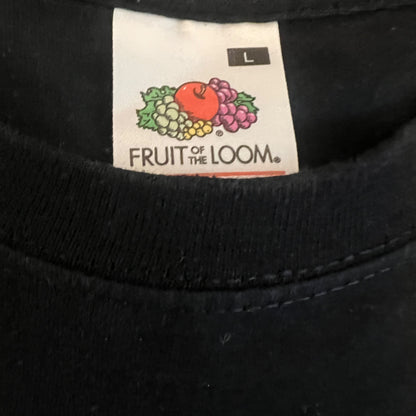 L
FRUIT OF THE LOOM®